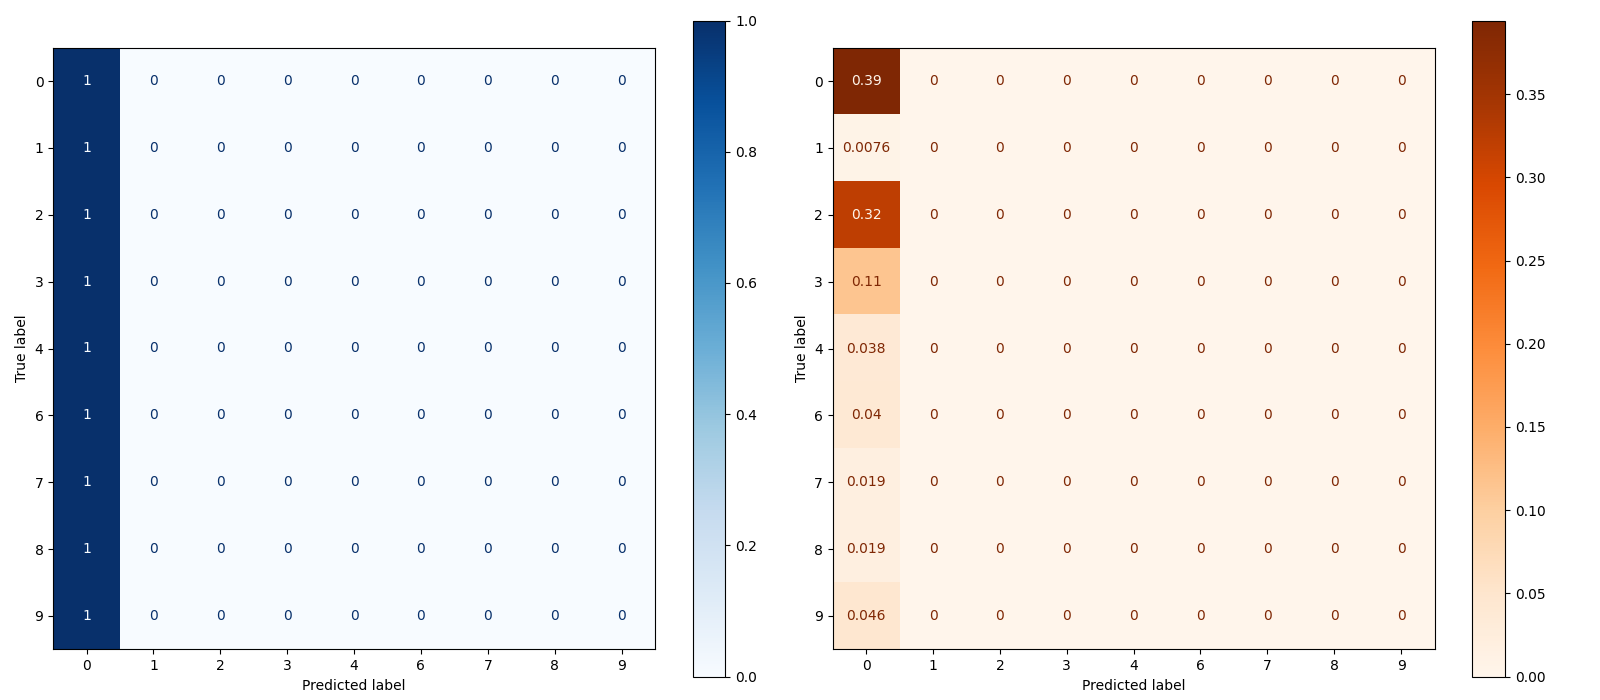 1.0
0 1 0 0 0 0 0 0 0 0
1 1 0 0 0 0 0 0 0 0
0.8
2 1 0 0 0 0 0 0 0 0
3 1 0 0 0 0 0 0 0 0
0.6
4 1 0 0 0 0 0 0 0 0
True label
6 1 0 0 0 0 0 0 0 0
0.4
7 1 0 0 0 0 0 0 0 0
8 1 0 0 0 0 0 0 0 0
0.2
9 1 0 0 0 0 0 0 0 0
0.0
0 1 2 3 4 6 7 8 9
Predicted label
0 0.39 0 0 0 0 0 0 0 0
0.35
1 0.0076 0 0 0 0 0 0 0 0
0.30
2 0.32 0 0 0 0 0 0 0 0
0.25
3 0.11 0 0 0 0 0 0 0 0
0.20
4 0.038 0 0 0 0 0 0 0 0
True label
6 0.04 0 0 0 0 0 0 0 0
0.15
7 0.019 0 0 0 0 0 0 0 0
0.10
8 0.019 0 0 0 0 0 0 0 0
0.05
9 0.046 0 0 0 0 0 0 0 0
0.00
0 1 2 3 4 6 7 8 9
Predicted label